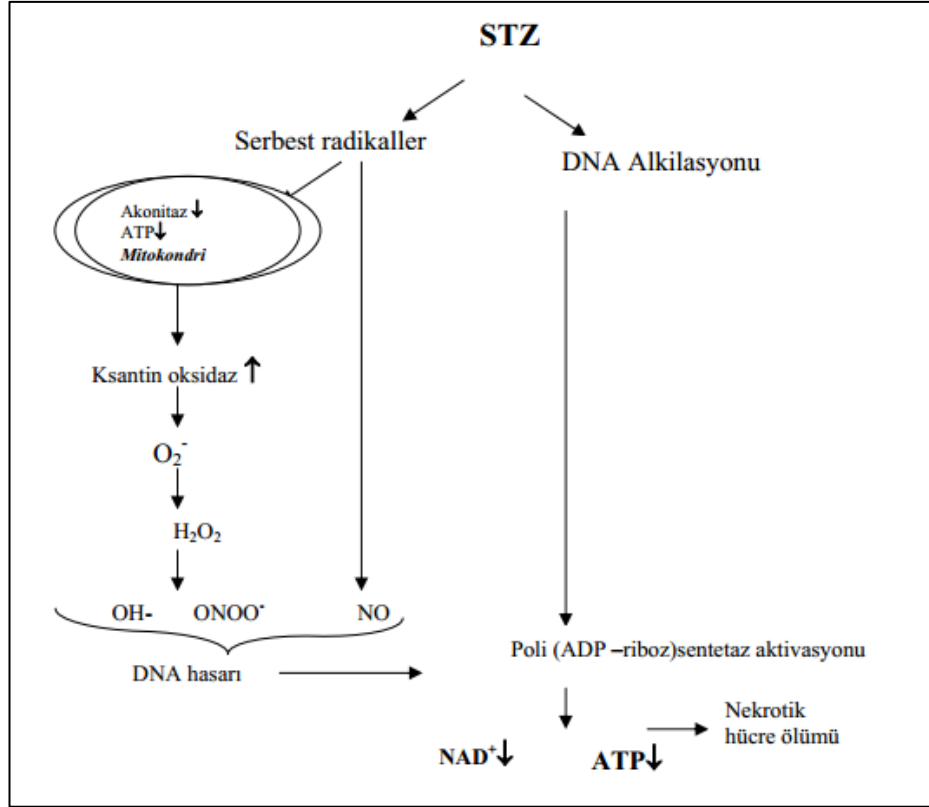 STZ
Serbest radikaller
DNA Alkilasyonu
Akonitaz ↓
ATP↓
Mitokondri
Ksantin oksidaz ↑
O₂⁻
H₂O₂
OH- ONOO⁻ NO
DNA hasarı
Poli (ADP –riboz)sentetaz aktivasyonu
Nekrotik
hücre ölümü
NAD⁺↓ ATP↓